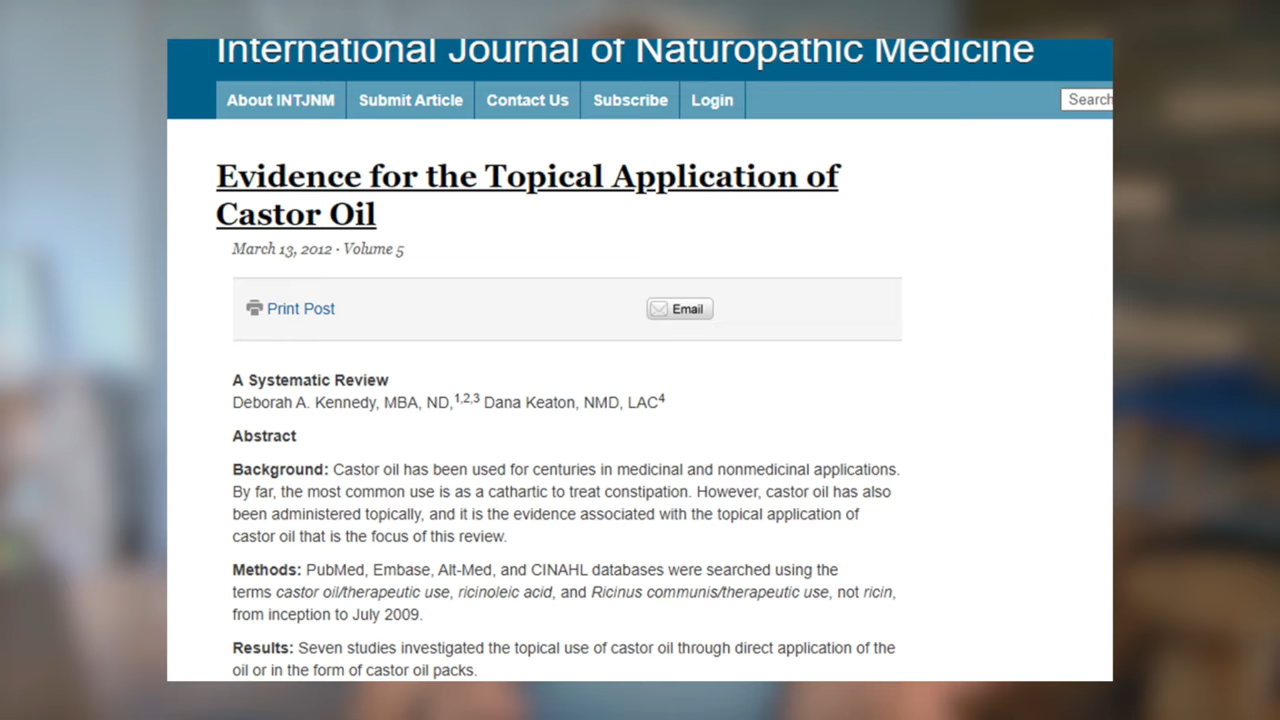 International Journal of Naturopathic Medicine
About INTJNM Submit Article Contact Us Subscribe Login Search
Evidence for the Topical Application of
Castor Oil
March 13, 2012 · Volume 5
Print Post Email
A Systematic Review
Deborah A. Kennedy, MBA, ND,1,2,3 Dana Keaton, NMD, LAC4
Abstract
Background: Castor oil has been used for centuries in medicinal and nonmedicinal applications.
By far, the most common use is as a cathartic to treat constipation. However, castor oil has also
been administered topically, and it is the evidence associated with the topical application of
castor oil that is the focus of this review.
Methods: PubMed, Embase, Alt-Med, and CINAHL databases were searched using the
terms castor oil/therapeutic use, ricinoleic acid, and Ricinus communis/therapeutic use, not ricin,
from inception to July 2009.
Results: Seven studies investigated the topical use of castor oil through direct application of the
oil or in the form of castor oil packs.